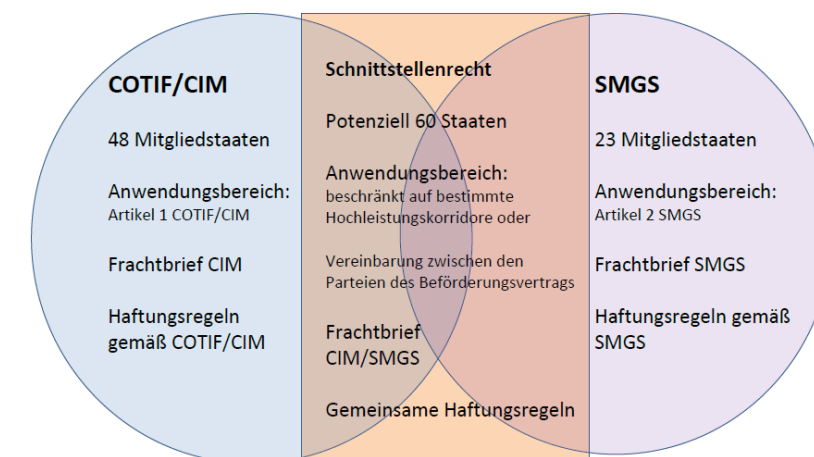 COTIF/CIM
48 Mitgliedstaaten
Anwendungsbereich:
Artikel 1 COTIF/CIM
Frachtbrief CIM
Haftungsregeln
gemäß COTIF/CIM
Schnittstellenrecht
Potenziell 60 Staaten
Anwendungsbereich:
beschränkt auf bestimmte
Hochleistungskorridore oder
Vereinbarung zwischen den
Parteien des Beförderungsvertrags
Frachtbrief
CIM/SMGS
Gemeinsame Haftungsregeln
SMGS
23 Mitgliedstaaten
Anwendungsbereich:
Artikel 2 SMGS
Frachtbrief SMGS
Haftungsregeln gemäß
SMGS